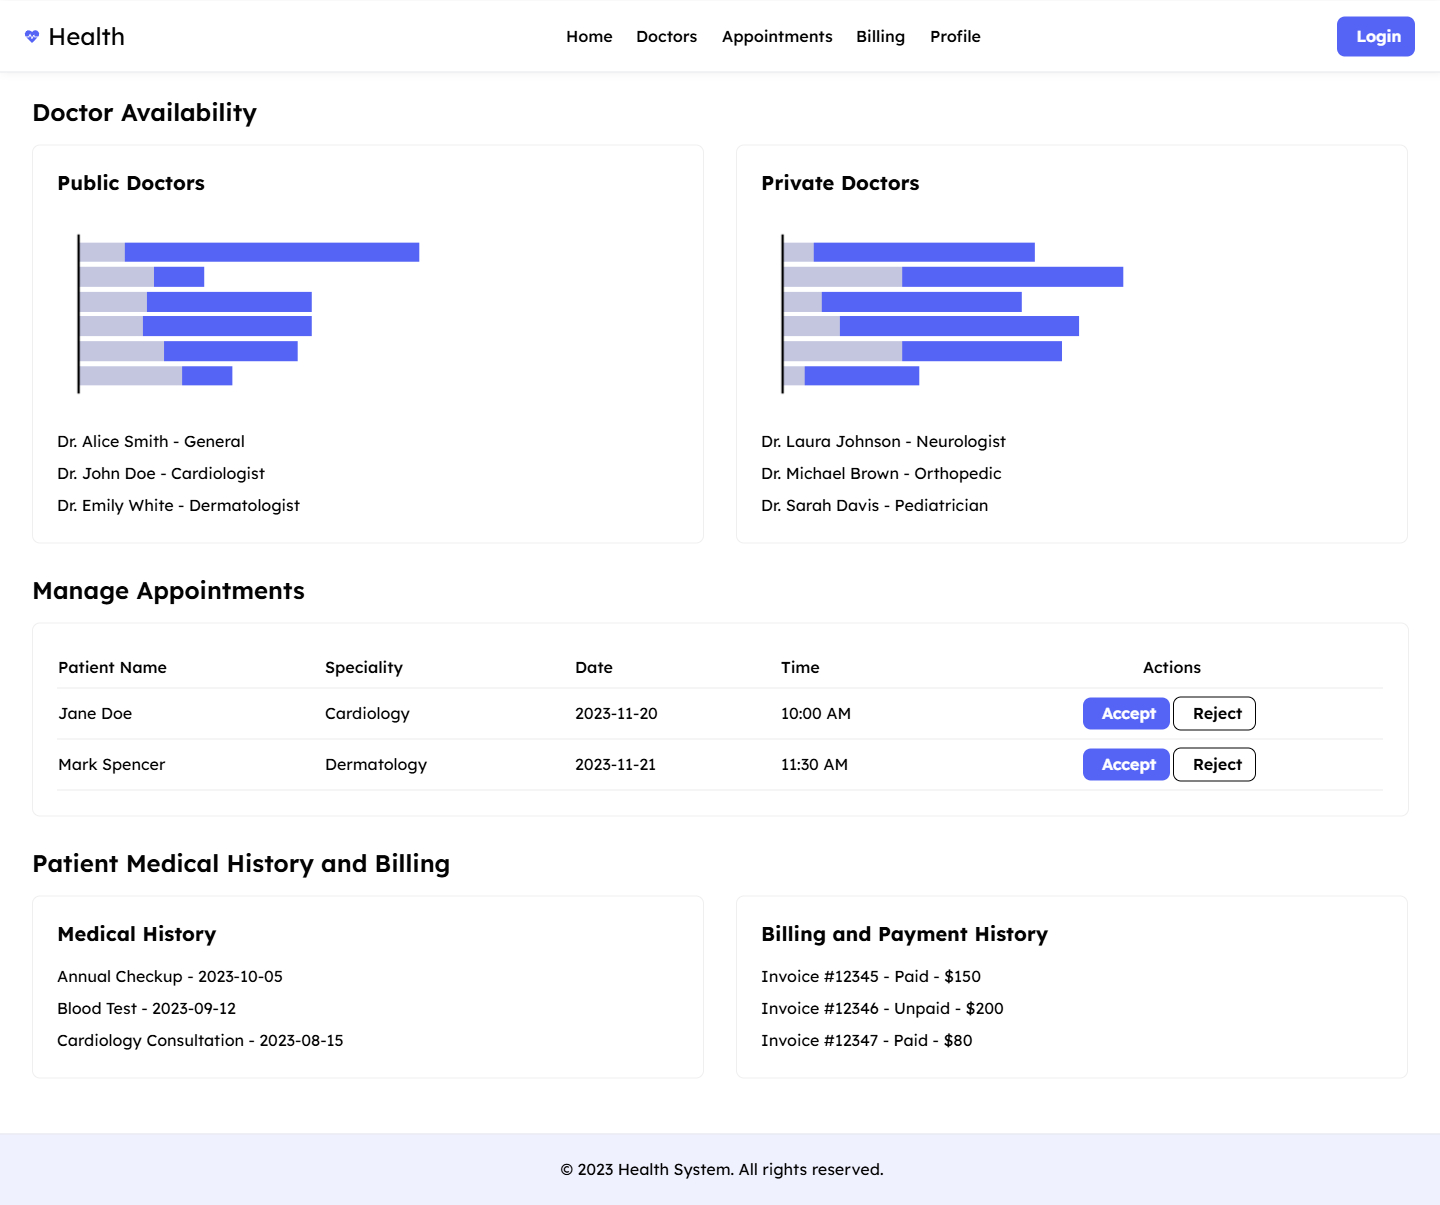 Health
Home Doctors Appointments Billing Profile
Login
Doctor Availability
Public Doctors
Dr. Alice Smith - General
Dr. John Doe - Cardiologist
Dr. Emily White - Dermatologist
Private Doctors
Dr. Laura Johnson - Neurologist
Dr. Michael Brown - Orthopedic
Dr. Sarah Davis - Pediatrician
Manage Appointments
Patient Name Speciality Date Time Actions
Jane Doe Cardiology 2023-11-20 10:00 AM Accept Reject
Mark Spencer Dermatology 2023-11-21 11:30 AM Accept Reject
Patient Medical History and Billing
Medical History
Annual Checkup - 2023-10-05
Blood Test - 2023-09-12
Cardiology Consultation - 2023-08-15
Billing and Payment History
Invoice #12345 - Paid - $150
Invoice #12346 - Unpaid - $200
Invoice #12347 - Paid - $80
© 2023 Health System. All rights reserved.